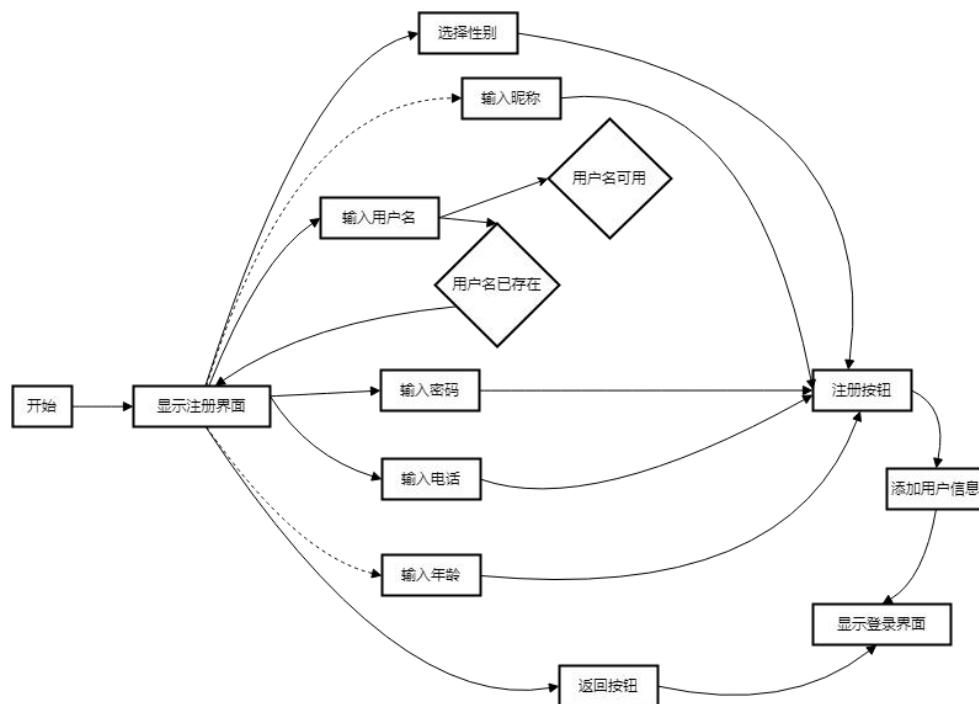 选择性别
输入昵称
用户名可用
输入用户名
用户名已存在
开始
显示注册界面
输入密码
注册按钮
输入电话
添加用户信息
输入年龄
显示登录界面
返回按钮